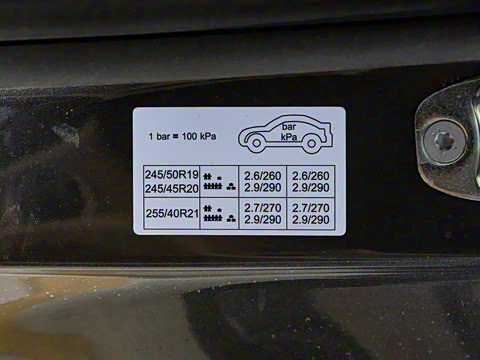 1 bar = 100 kPa
bar
kPa
245/50R19 2.6/260 2.6/260
245/45R20 2.9/290 2.9/290
255/40R21 2.7/270 2.7/270
2.9/290 2.9/290